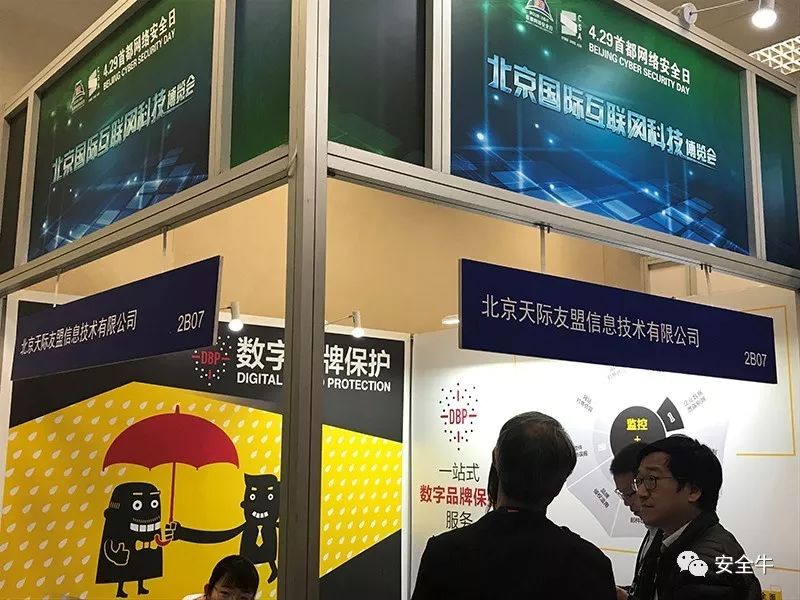 4.29首都网络安全日
BEIJING CYBER SECURITY DAY
北京国际互联网科技博览会
CSA
4.29首都网络安全日
BEIJING CYBER SECURITY DAY
北京国际互联网科技博览会
北京天际友盟信息技术有限公司
2B07
北京天际友盟信息技术有限公司
2B07
DBP
数字
牌保护
DIGITAL
PROTECTION
DBP
一站式
数字品牌保
服务
监控
+
安全牛